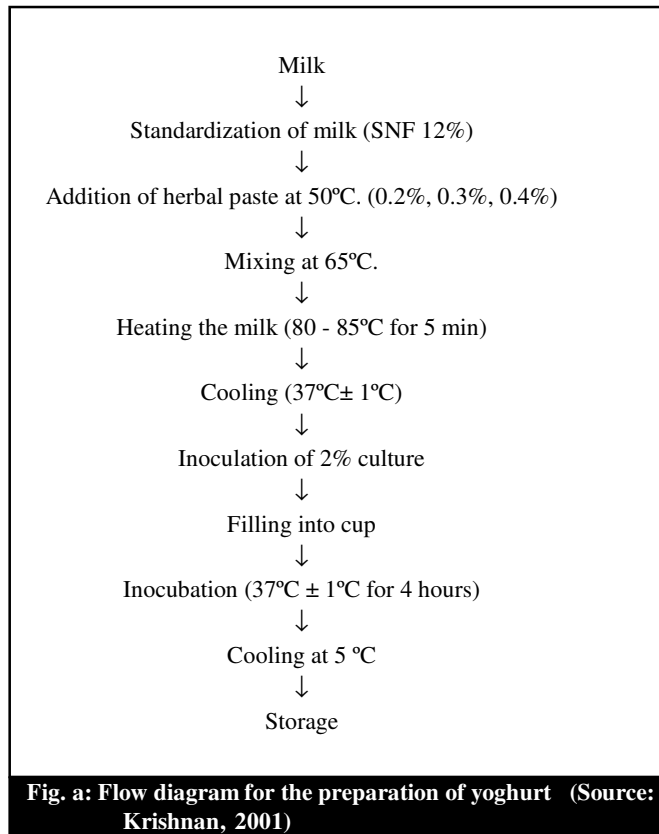 Milk
↓
Standardization of milk (SNF 12%)
↓
Addition of herbal paste at 50ºC. (0.2%, 0.3%, 0.4%)
↓
Mixing at 65ºC.
↓
Heating the milk (80 - 85ºC for 5 min)
↓
Cooling (37ºC± 1ºC)
↓
Inoculation of 2% culture
↓
Filling into cup
↓
Inocubation (37ºC ± 1ºC for 4 hours)
↓
Cooling at 5 ºC
↓
Storage
Fig. a: Flow diagram for the preparation of yoghurt (Source:
Krishnan, 2001)